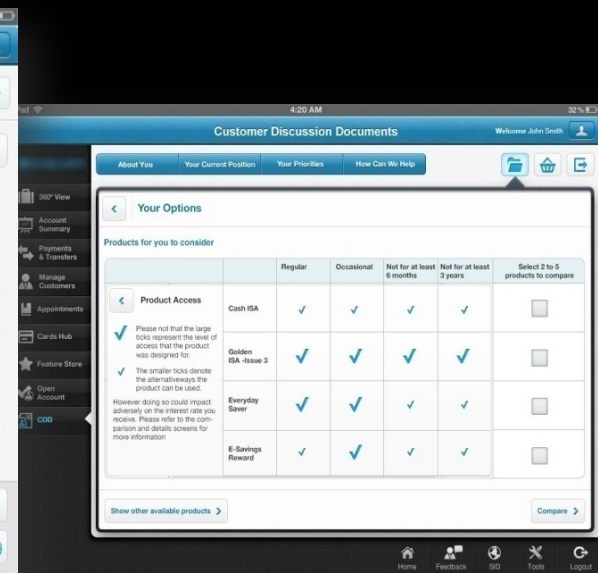 4:20 AM
32%
Customer Discussion Documents
Welcome John Smith
About You
Your Current Position
Your Priorities
How Can We Help
360° View
Account
Summary
Payments
& Transfers
Manage
Customers
Appointments
Cards Hub
Feature Store
Open
Account
CDD
Your Options
Products for you to consider
Regular
Occasional
Not for at least
6 months
Not for at least
3 years
Select 2 to 5
products to compare
Product Access
Please not that the large
ticks represent the level of
access that the product
was designed for.
The smaller ticks denote
the alternativeways the
product can be used.
However doing so could impact
adversely on the interest rate you
receive. Please refer to the com-
parison and details screens for
more information
Cash ISA
Golden
ISA -Issue 3
Everyday
Saver
E-Savings
Reward
Show other available products
Compare
Home
Feedback
SID
Tools
Logout